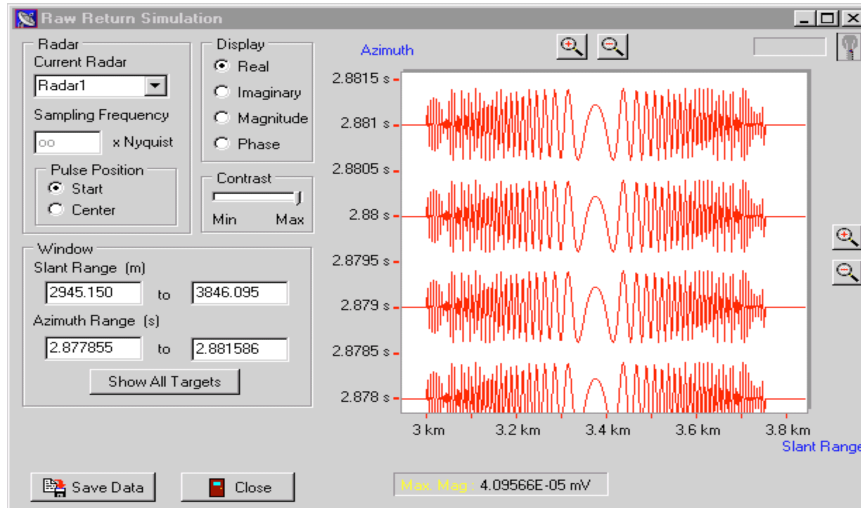 Raw Return Simulation
Radar
Current Radar
Radar1
Sampling Frequency
oo x Nyquist
Pulse Position
Start
Center
Display
Real
Imaginary
Magnitude
Phase
Contrast
Min Max
Window
Slant Range (m)
2945.150 to 3846.095
Azimuth Range (s)
2.877855 to 2.881586
Show All Targets
Save Data
Close
Azimuth
2.8815 s
2.881 s
2.8805 s
2.88 s
2.8795 s
2.879 s
2.8785 s
2.878 s
3 km 3.2 km 3.4 km 3.6 km 3.8 km
Slant Range
Max. Mag : 4.09566E-05 mV